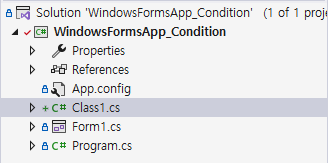 Solution 'WindowsFormsApp_Condition' (1 of 1 proje
WindowsFormsApp_Condition
Properties
References
App.config
Class1.cs
Form1.cs
Program.cs